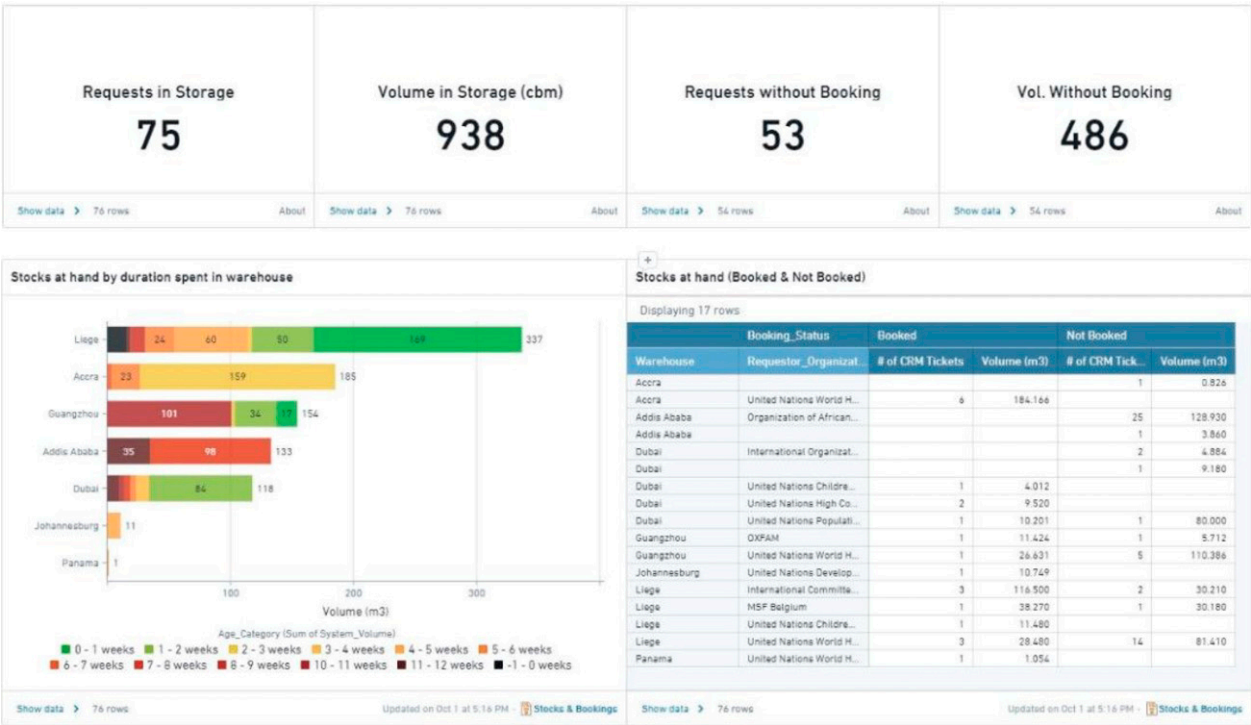 Requests in Storage
75
Show data > 76 rows About
Volume in Storage (cbm)
938
Show data > 76 rows About
Requests without Booking
53
Show data > 54 rows About
Vol. Without Booking
486
Show data > 54 rows About
Stocks at hand by duration spent in warehouse
Liege 24 60 50 169 337
Accra 23 159 185
Guangzhou 101 34 17 154
Addis Ababa 35 98 133
Dubai 84 118
Johannesburg 11
Panama 1
100 200 300
Volume (m3)
Age_Category (Sum of System_Volume)
0 - 1 weeks 1 - 2 weeks 2 - 3 weeks 3 - 4 weeks 4 - 5 weeks 5 - 6 weeks
6 - 7 weeks 7 - 8 weeks 8 - 9 weeks 10 - 11 weeks 11 - 12 weeks -1 - 0 weeks
Show data > 76 rows Updated on Oct 1 at 5:16 PM - Stocks & Bookings
+
Stocks at hand (Booked & Not Booked)
Displaying 17 rows
Booking_Status Booked Not Booked
Warehouse Requestor_Organizat... # of CRM Tickets Volume (m3) # of CRM Tick... Volume (m3)
Accra 1 0.826
Accra United Nations World H... 6 184.166
Addis Ababa Organization of African... 25 128.930
Addis Ababa 1 3.860
Dubai International Organizat... 2 4.884
Dubai 1 9.180
Dubai United Nations Childre... 1 4.012
Dubai United Nations High Co... 2 9.520
Dubai United Nations Populati... 1 10.201 1 80.000
Guangzhou OXFAM 1 11.424 1 5.712
Guangzhou United Nations World H... 1 26.631 5 110.386
Johannesburg United Nations Develop... 1 10.749
Liege International Committe... 3 116.500 2 30.210
Liege MSF Belgium 1 38.270 1 30.180
Liege United Nations Childre... 1 11.480
Liege United Nations World H... 3 28.480 14 81.410
Panama United Nations World H... 1 1.054
Show data > 76 rows Updated on Oct 1 at 5:16 PM - Stocks & Bookings